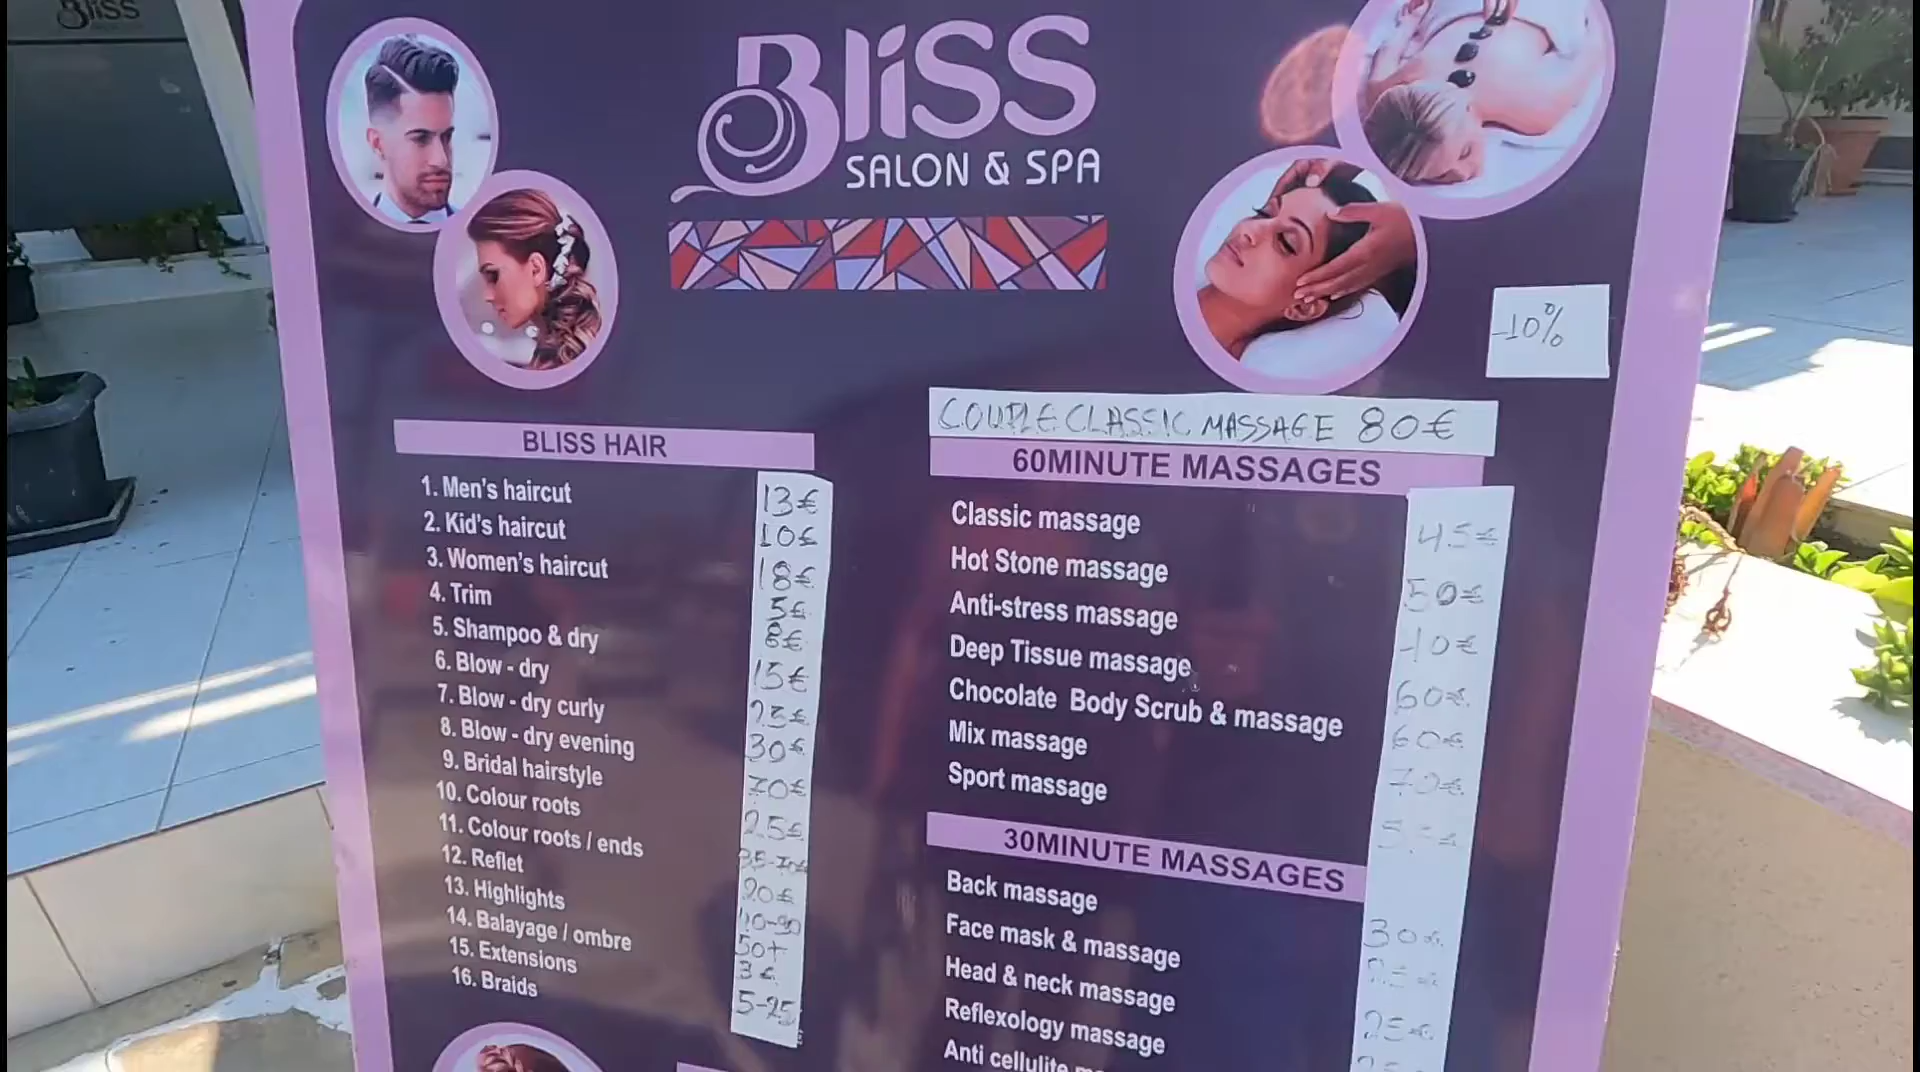 Bliss
Bliss
SALON & SPA
-10%
COUPLE CLASSIC MASSAGE 80€
BLISS HAIR
1. Men's haircut 13€
2. Kid's haircut 10€
3. Women's haircut 18€
4. Trim 5€
5. Shampoo & dry 8€
6. Blow - dry 15€
7. Blow - dry curly
8. Blow - dry evening 30€
9. Bridal hairstyle 70€
10. Colour roots 25€
11. Colour roots / ends
12. Reflet
13. Highlights
14. Balayage / ombre 50+
15. Extensions 3€
16. Braids 5-25
60MINUTE MASSAGES
Classic massage 45€
Hot Stone massage 50€
Anti-stress massage
Deep Tissue massage 60€
Chocolate Body Scrub & massage 60€
Mix massage 70€
Sport massage
30MINUTE MASSAGES
Back massage 30€
Face mask & massage
Head & neck massage 25€
Reflexology massage
Anti cellulite